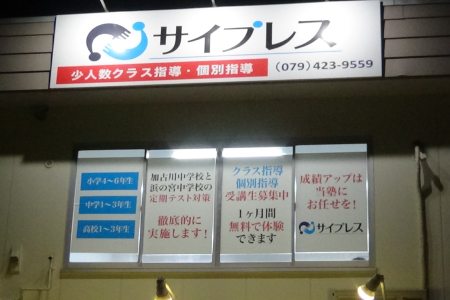 サイプレス
少人数クラス指導・個別指導
(079)423-9559
小学4〜6年生
中学1〜3年生
高校1〜3年生
加古川中学校と
浜の宮中学校の
定期テスト対策
徹底的に
実施します!
クラス指導
個別指導
受講生募集中
1ヶ月間
無料で体験
できます
成績アップは
当塾に
お任せを!
サイプレス